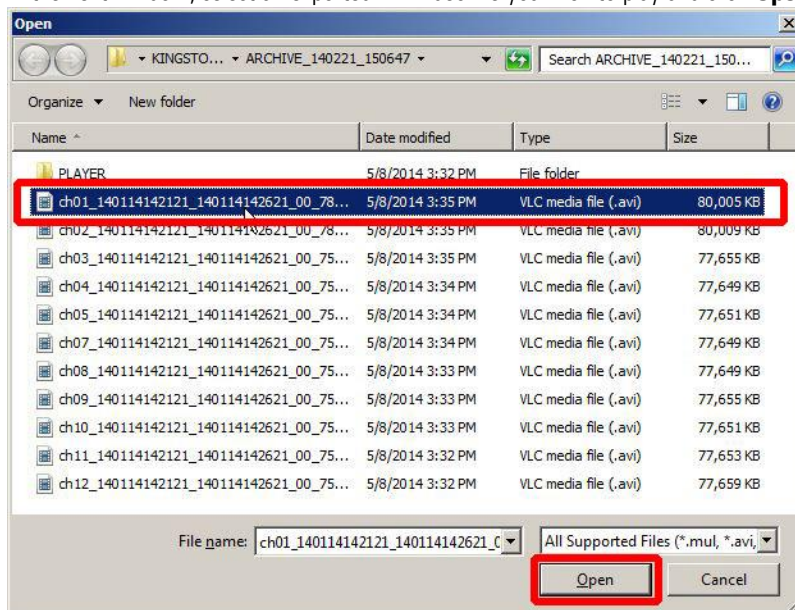 Open
KINGSTO... ARCHIVE_140221_150647
Search ARCHIVE_140221_150...
Organize New folder
Name Date modified Type Size
PLAYER 5/8/2014 3:32 PM File folder
ch01_140114142121_140114142621_00_78... 5/8/2014 3:35 PM VLC media file (.avi) 80,005 KB
ch02_140114142121_140114142621_00_78... 5/8/2014 3:35 PM VLC media file (.avi) 80,009 KB
ch03_140114142121_140114142621_00_75... 5/8/2014 3:35 PM VLC media file (.avi) 77,655 KB
ch04_140114142121_140114142621_00_75... 5/8/2014 3:34 PM VLC media file (.avi) 77,649 KB
ch05_140114142121_140114142621_00_75... 5/8/2014 3:34 PM VLC media file (.avi) 77,651 KB
ch07_140114142121_140114142621_00_75... 5/8/2014 3:34 PM VLC media file (.avi) 77,649 KB
ch08_140114142121_140114142621_00_75... 5/8/2014 3:33 PM VLC media file (.avi) 77,649 KB
ch09_140114142121_140114142621_00_75... 5/8/2014 3:33 PM VLC media file (.avi) 77,655 KB
ch10_140114142121_140114142621_00_75... 5/8/2014 3:33 PM VLC media file (.avi) 77,651 KB
ch11_140114142121_140114142621_00_75... 5/8/2014 3:32 PM VLC media file (.avi) 77,653 KB
ch12_140114142121_140114142621_00_75... 5/8/2014 3:32 PM VLC media file (.avi) 77,659 KB
File name: ch01_140114142121_140114142621_0 All Supported Files (*.mul, *.avi,
Open Cancel